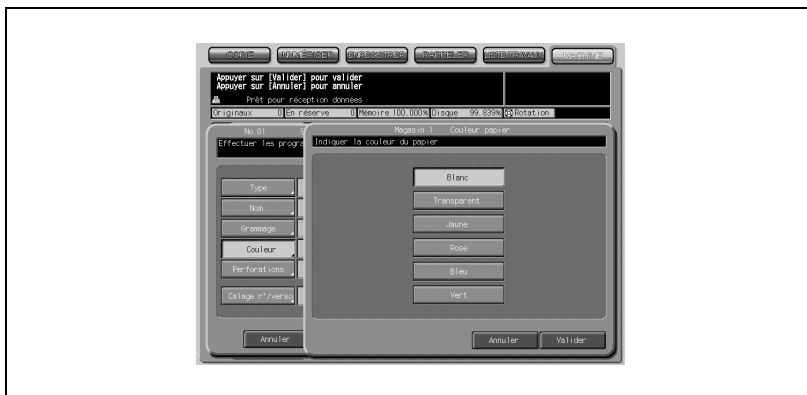 COPIE NUMÉRISER ENREGISTRER RAPPELER LISTE TRAVAUX MACHINE
Appuyer sur [Valider] pour valider
Appuyer sur [Annuler] pour annuler
Prêt pour réception données
Originaux 0 En réserve 0 Mémoire 100.000% Disque 99.839% Rotation
No.01 S
Effectuer les progra
Magasin 1 Couleur papier
Indiquer la couleur du papier
Type
Nom
Grammage
Couleur
Perforations
Calage r°/verso
Annuler
Blanc
Transparent
Jaune
Rose
Bleu
Vert
Annuler Valider